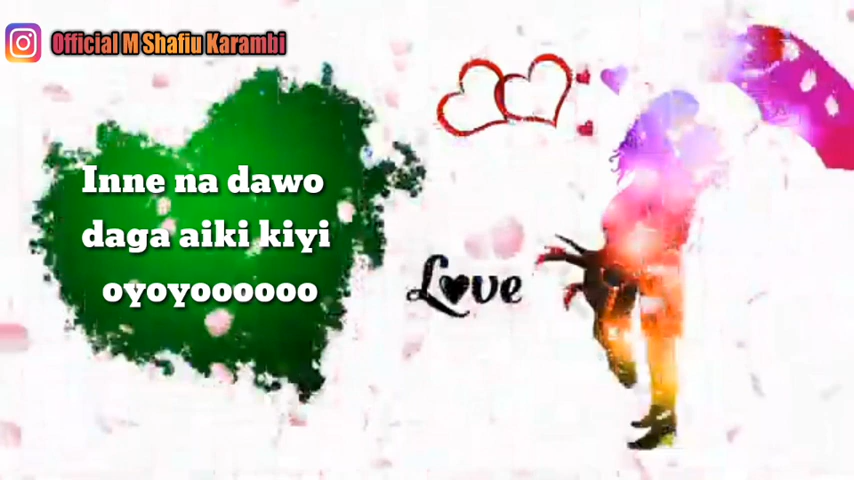 Official M Shafiu Karambi
Inne na dawo
daga aiki kiyi
oyoyoooooo
Love